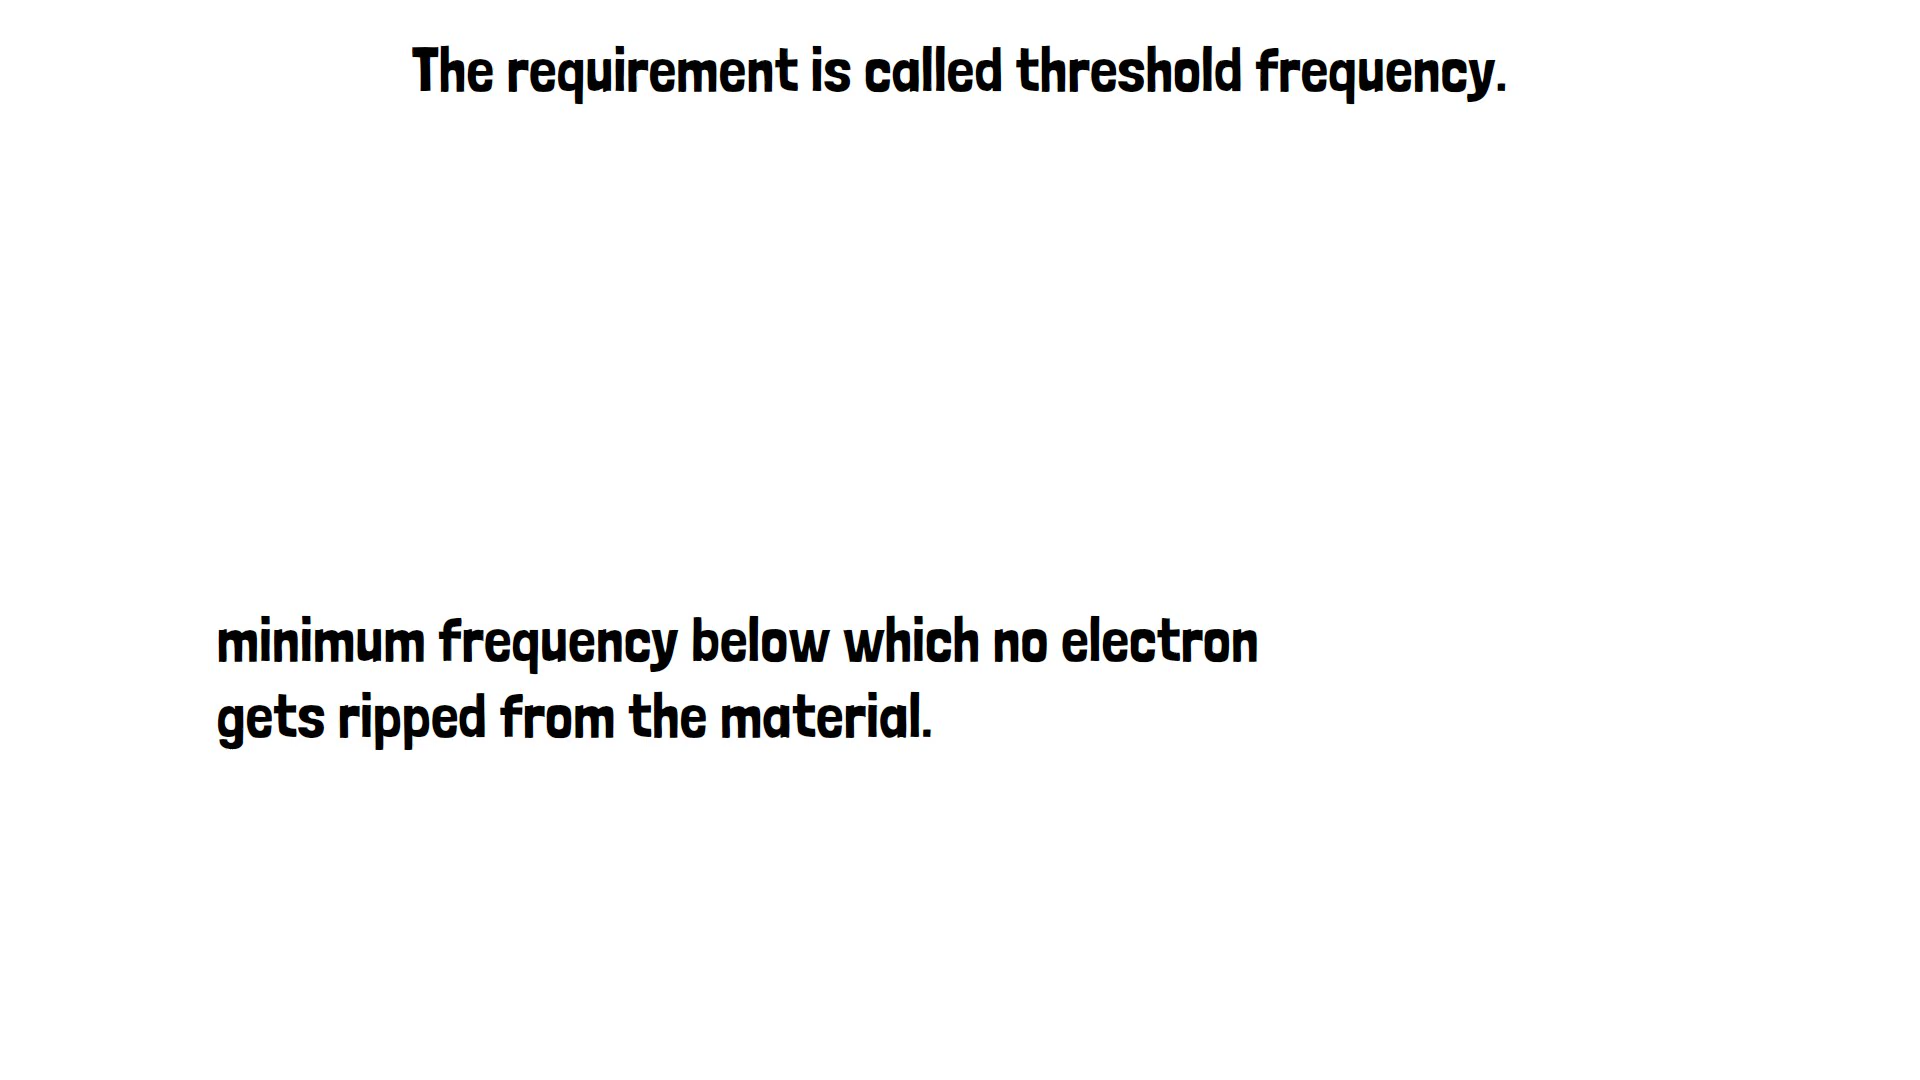 The requirement is called threshold frequency.
minimum frequency below which no electron
gets ripped from the material.